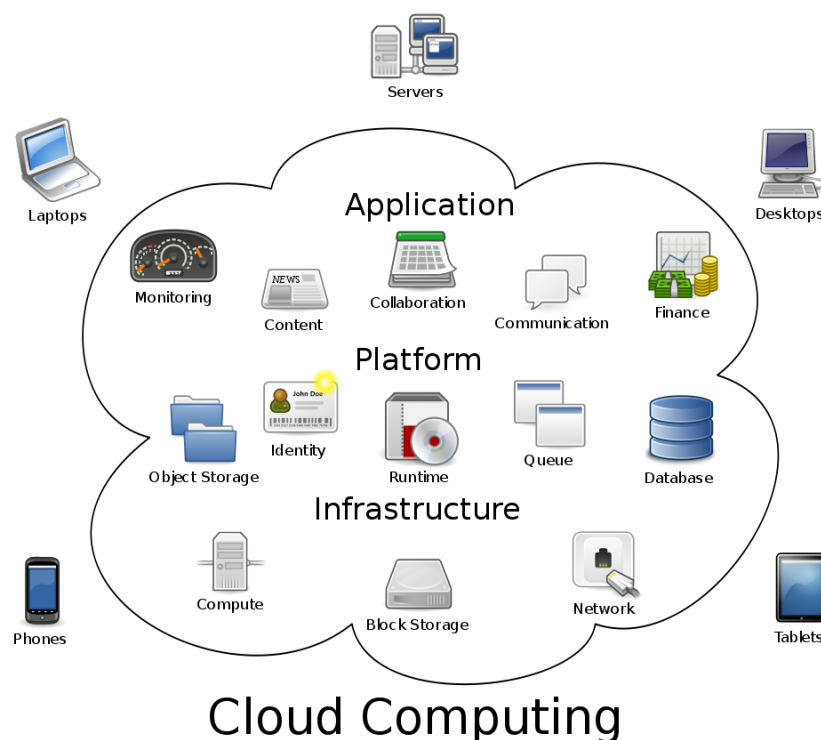 Servers
Laptops
Desktops
Application
Monitoring
NEWS
Content
Collaboration
Communication
Finance
Platform
John Doe
Object Storage
Identity
Runtime
Queue
Database
Infrastructure
Compute
Block Storage
Network
Phones
Tablets
Cloud Computing